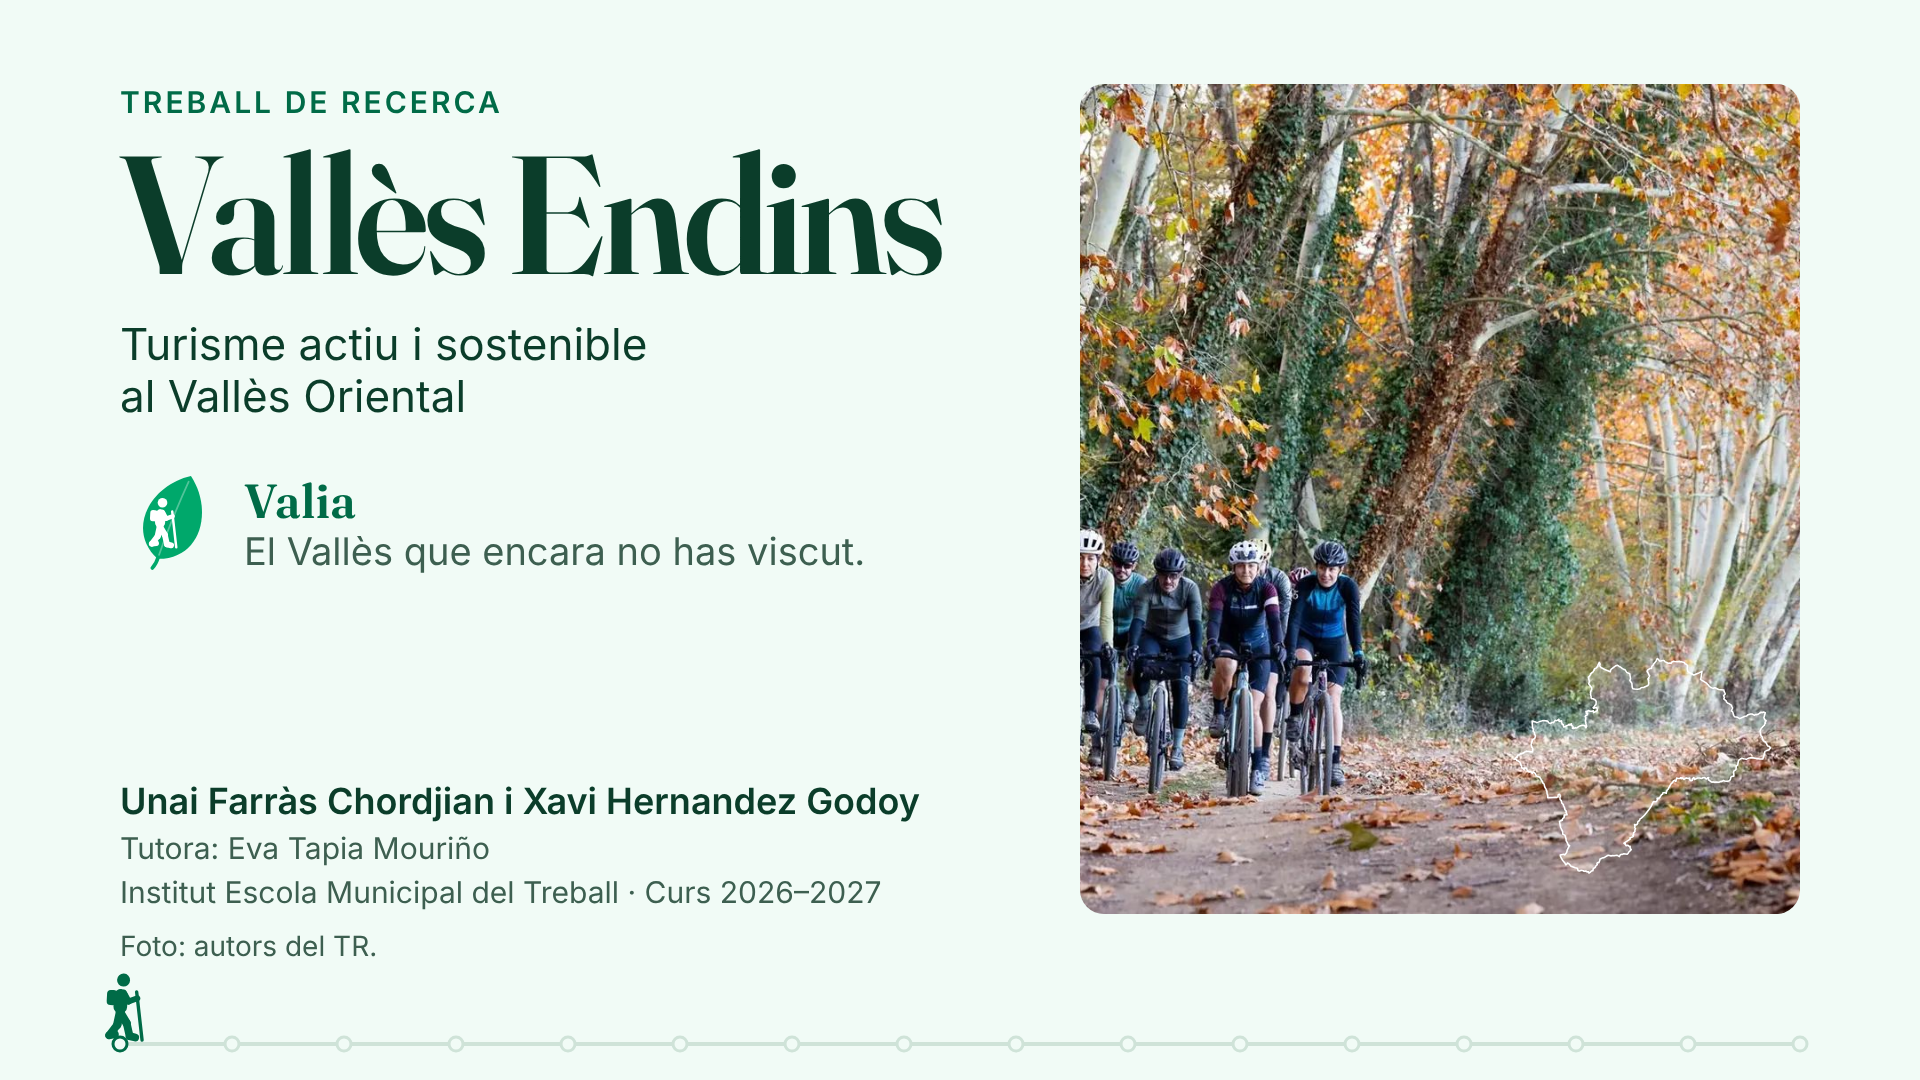 TREBALL DE RECERCA
Vallès Endins
Turisme actiu i sostenible
al Vallès Oriental
Valia
El Vallès que encara no has viscut.
Unai Farràs Chordjian i Xavi Hernandez Godoy
Tutora: Eva Tapia Mouriño
Institut Escola Municipal del Treball · Curs 2026–2027
Foto: autors del TR.